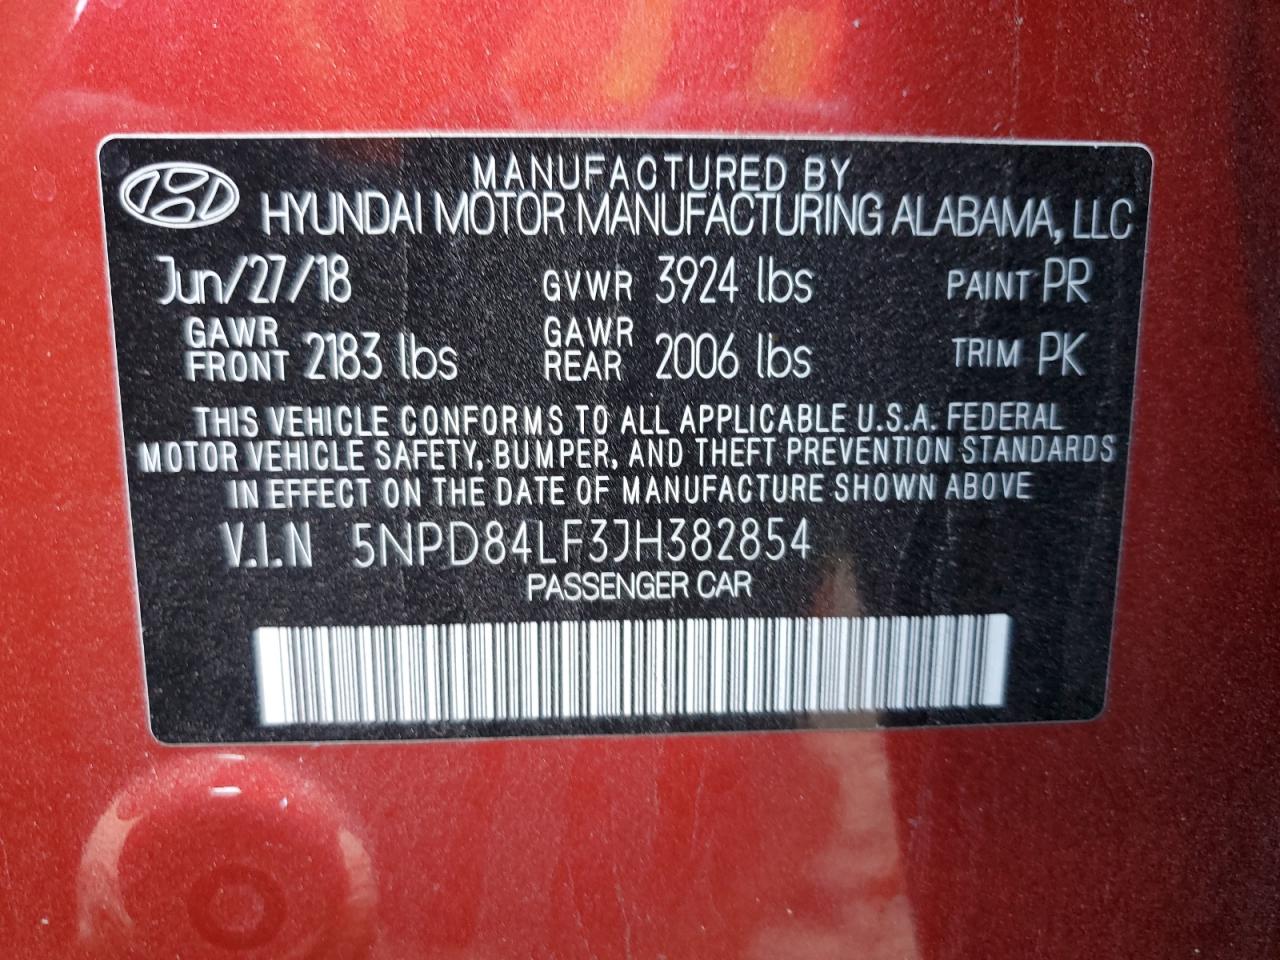 MANUFACTURED BY
HYUNDAI MOTOR MANUFACTURING ALABAMA, LLC
Jun/27/18 GVWR 3924 lbs PAINT PR
GAWR FRONT 2183 lbs GAWR REAR 2006 lbs TRIM PK
THIS VEHICLE CONFORMS TO ALL APPLICABLE U.S.A. FEDERAL
MOTOR VEHICLE SAFETY, BUMPER, AND THEFT PREVENTION STANDARDS
IN EFFECT ON THE DATE OF MANUFACTURE SHOWN ABOVE
V.I.N 5NPD84LF3JH382854
PASSENGER CAR